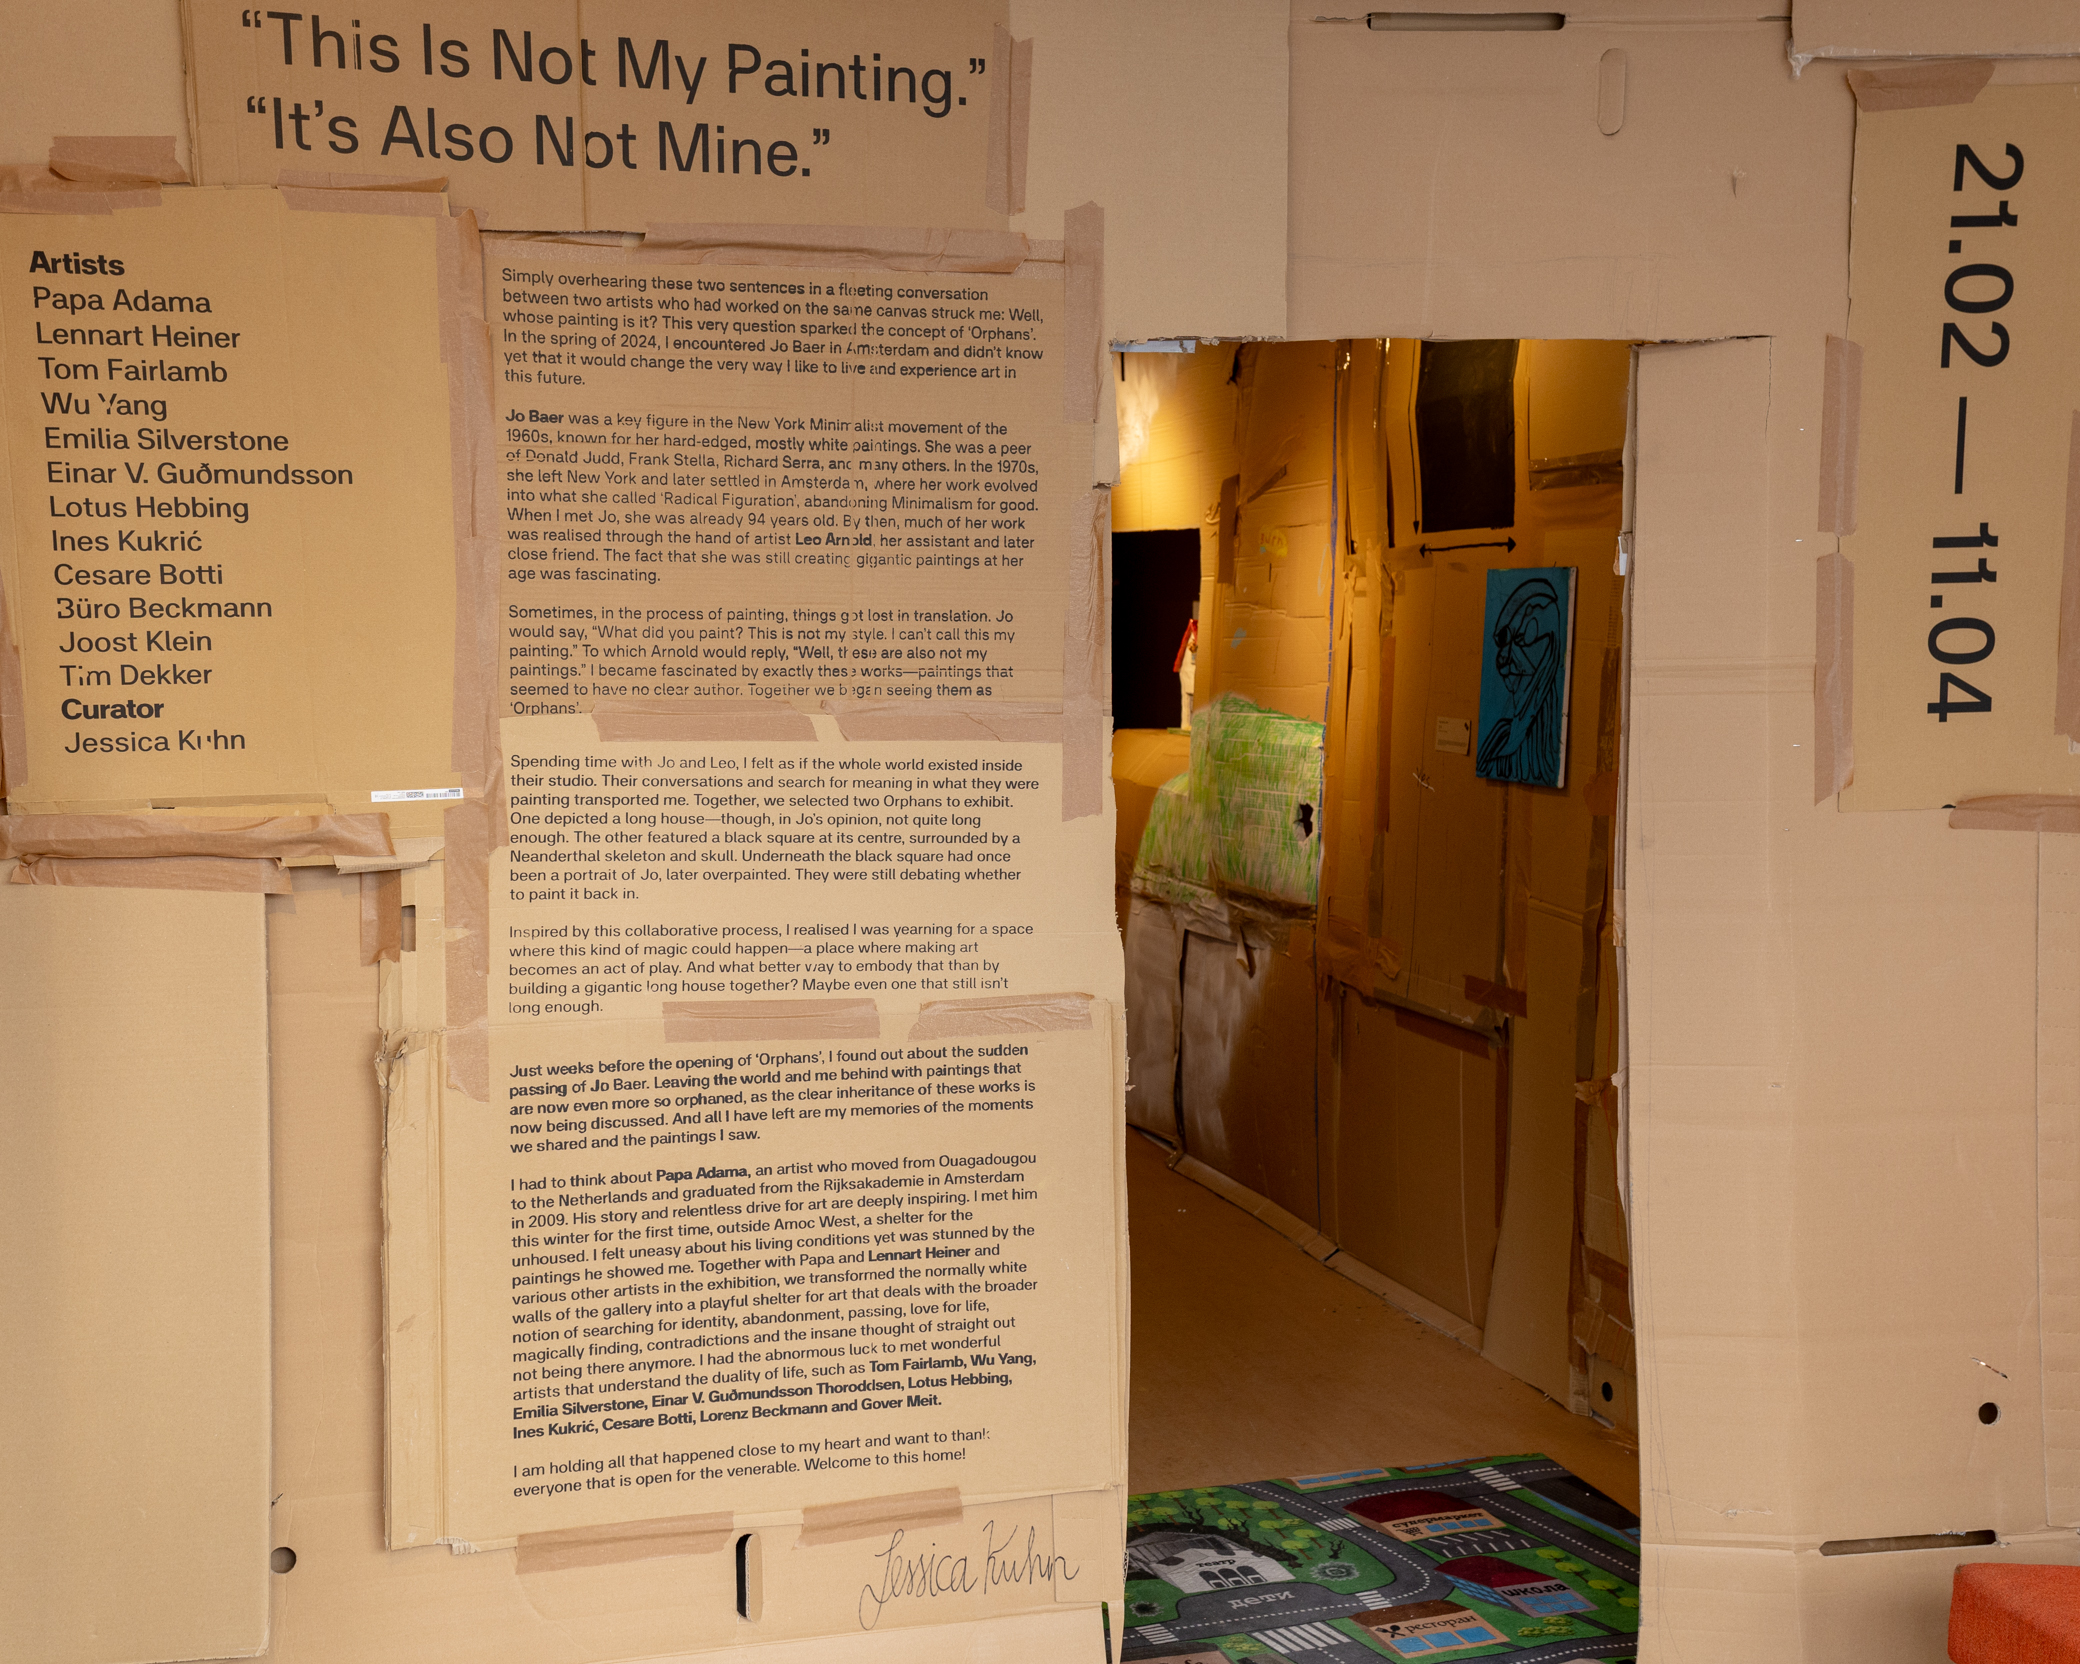 “This Is Not My Painting.”
“It’s Also Not Mine.”
Artists
Papa Adama
Lennart Heiner
Tom Fairlamb
Wu Yang
Emilia Silverstone
Einar V. Guðmundsson
Lotus Hebbing
Ines Kukrić
Cesare Botti
Büro Beckmann
Joost Klein
Tim Dekker
Curator
Jessica Kuhn
Simply overhearing these two sentences in a fleeting conversation
between two artists who had worked on the same canvas struck me: Well,
whose painting is it? This very question sparked the concept of ‘Orphans’.
In the spring of 2024, I encountered Jo Baer in Amsterdam and didn’t know
yet that it would change the very way I like to live and experience art in
this future.
Jo Baer was a key figure in the New York Minimalist movement of the
1960s, known for her hard-edged, mostly white paintings. She was a peer
of Donald Judd, Frank Stella, Richard Serra, and many others. In the 1970s,
she left New York and later settled in Amsterdam, where her work evolved
into what she called ‘Radical Figuration’, abandoning Minimalism for good.
When I met Jo, she was already 94 years old. By then, much of her work
was realised through the hand of artist Leo Arnold, her assistant and later
close friend. The fact that she was still creating gigantic paintings at her
age was fascinating.
Sometimes, in the process of painting, things got lost in translation. Jo
would say, “What did you paint? This is not my style. I can’t call this my
painting.” To which Arnold would reply, “Well, these are also not my
paintings.” I became fascinated by exactly these works—paintings that
seemed to have no clear author. Together we began seeing them as
‘Orphans’.
Spending time with Jo and Leo, I felt as if the whole world existed inside
their studio. Their conversations and search for meaning in what they were
painting transported me. Together, we selected two Orphans to exhibit.
One depicted a long house—though, in Jo’s opinion, not quite long
enough. The other featured a black square at its centre, surrounded by a
Neanderthal skeleton and skull. Underneath the black square had once
been a portrait of Jo, later overpainted. They were still debating whether
to paint it back in.
Inspired by this collaborative process, I realised I was yearning for a space
where this kind of magic could happen—a place where making art
becomes an act of play. And what better way to embody that than by
building a gigantic long house together? Maybe even one that still isn’t
long enough.
Just weeks before the opening of ‘Orphans’, I found out about the sudden
passing of Jo Baer. Leaving the world and me behind with paintings that
are now even more so orphaned, as the clear inheritance of these works is
now being discussed. And all I have left are my memories of the moments
we shared and the paintings I saw.
I had to think about Papa Adama, an artist who moved from Ouagadougou
to the Netherlands and graduated from the Rijksakademie in Amsterdam
in 2009. His story and relentless drive for art are deeply inspiring. I met him
this winter for the first time, outside Amoc West, a shelter for the
unhoused. I felt uneasy about his living conditions yet was stunned by the
paintings he showed me. Together with Papa and Lennart Heiner and
various other artists in the exhibition, we transformed the normally white
walls of the gallery into a playful shelter for art that deals with the broader
notion of searching for identity, abandonment, passing, love for life,
magically finding, contradictions and the insane thought of straight out
not being there anymore. I had the abnormous luck to met wonderful
artists that understand the duality of life, such as Tom Fairlamb, Wu Yang,
Emilia Silverstone, Einar V. Guðmundsson Thoroddsen, Lotus Hebbing,
Ines Kukrić, Cesare Botti, Lorenz Beckmann and Gover Meit.
I am holding all that happened close to my heart and want to thank
everyone that is open for the venerable. Welcome to this home!
Jessica Kuhn
21.02 — 11.04
супермаркет
театр
школа
дети
ресторан